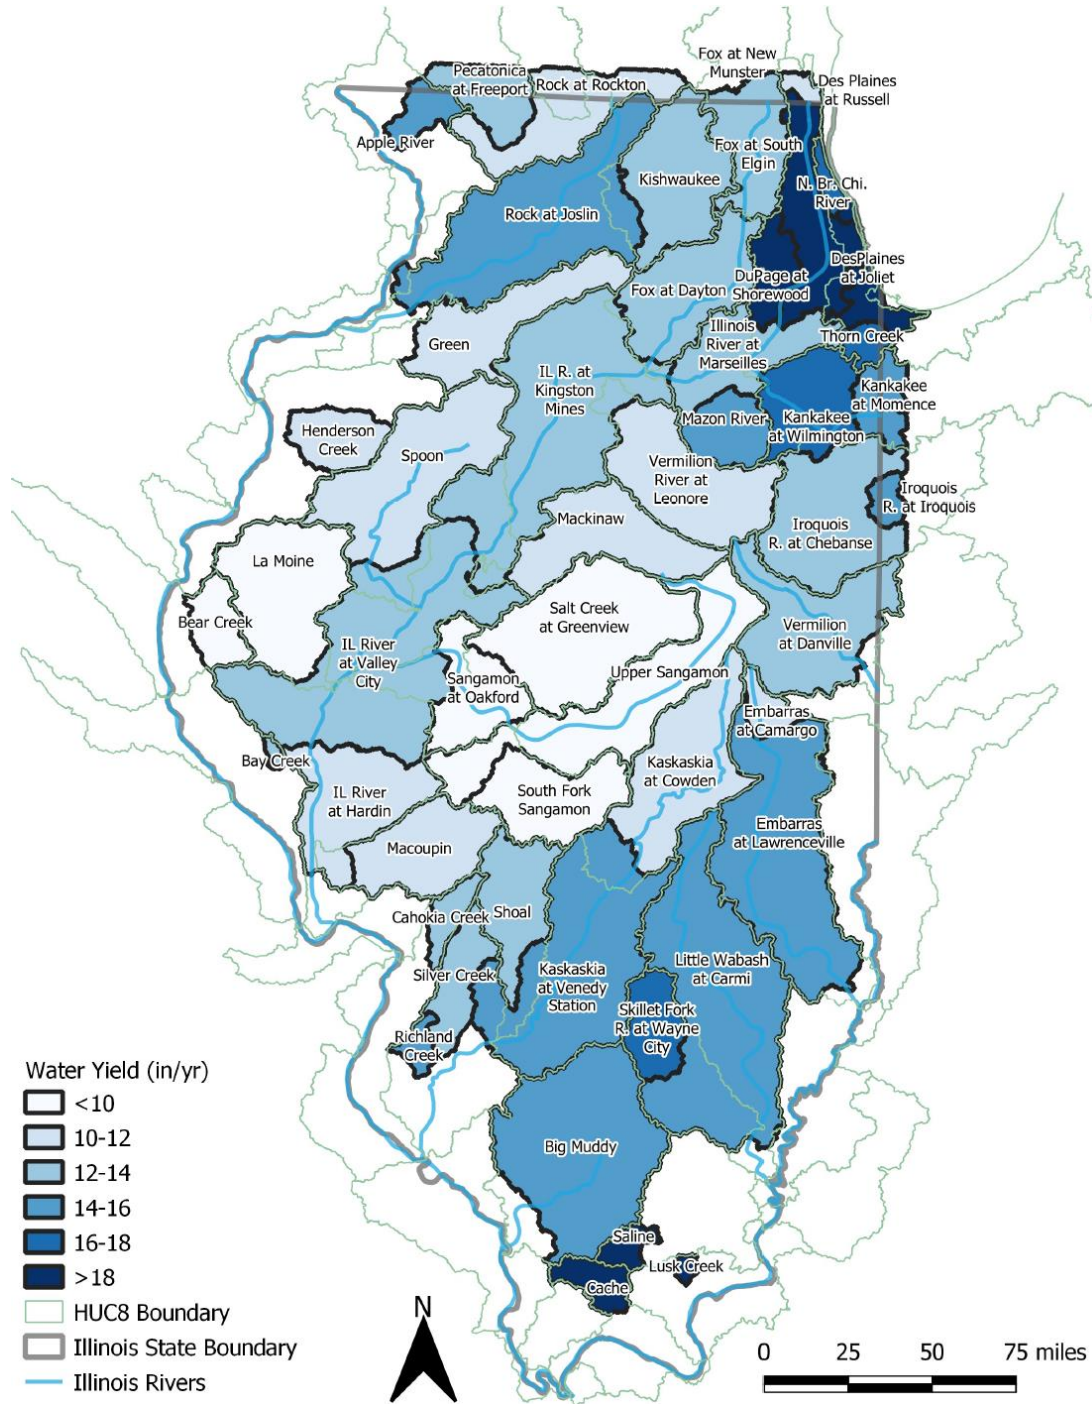 Fox at New
Munster
Pecatonica
at Freeport
Rock at Rockton
Des Plaines
at Russell
Apple River
Fox at South
Elgin
Kishwaukee
N. Br. Chi.
River
Rock at Joslin
DesPlaines
at Joliet
DuPage at
Shorewood
Fox at Dayton
Illinois
River at
Marseilles
Thorn Creek
Green
IL R. at
Kingston
Mines
Kankakee
at Momence
Mazon River
Kankakee
at Wilmington
Henderson
Creek
Spoon
Vermilion
River at
Leonore
Iroquois
R. at Iroquois
Mackinaw
Iroquois
R. at Chebanse
La Moine
Salt Creek
at Greenview
Bear Creek
Vermilion
at Danville
IL River
at Valley
City
Upper Sangamon
Sangamon
at Oakford
Embarras
at Camargo
Bay Creek
Kaskaskia
at Cowden
IL River
at Hardin
South Fork
Sangamon
Embarras
at Lawrenceville
Macoupin
Cahokia Creek
Shoal
Silver Creek
Kaskaskia
at Venedy
Station
Little Wabash
at Carmi
Skillet Fork
R. at Wayne
City
Richland
Creek
Big Muddy
Saline
Lusk Creek
Cache
Water Yield (in/yr)
<10
10-12
12-14
14-16
16-18
>18
HUC8 Boundary
Illinois State Boundary
Illinois Rivers
N
0 25 50 75 miles